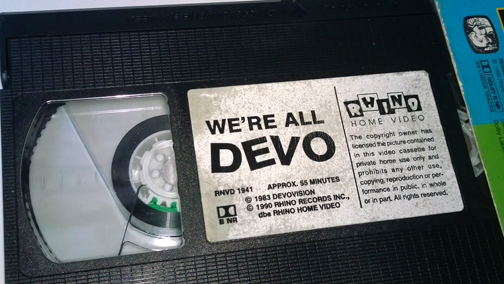 WE'RE ALL
DEVO
RNVD 1941 APPROX. 55 MINUTES
© 1983 DEVOVISION
© 1990 RHINO RECORDS INC.,
dba RHINO HOME VIDEO
B NR
RHINO
HOME VIDEO
The copyright owner has
licensed the picture contained
in this video cassette for
private home use only and
prohibits any other use,
copying, reproduction or per-
formance in public, in whole
or in part. All rights reserved.